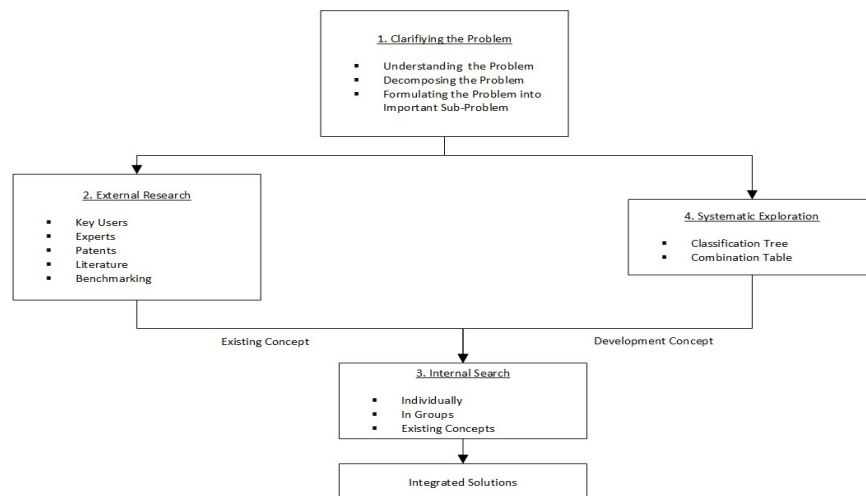 1. Clarifiying the Problem
▪ Understanding the Problem
▪ Decomposing the Problem
▪ Formulating the Problem into
Important Sub-Problem
2. External Research
▪ Key Users
▪ Experts
▪ Patents
▪ Literature
▪ Benchmarking
4. Systematic Exploration
▪ Classification Tree
▪ Combination Table
Existing Concept
Development Concept
3. Internal Search
▪ Individually
▪ In Groups
▪ Existing Concepts
Integrated Solutions